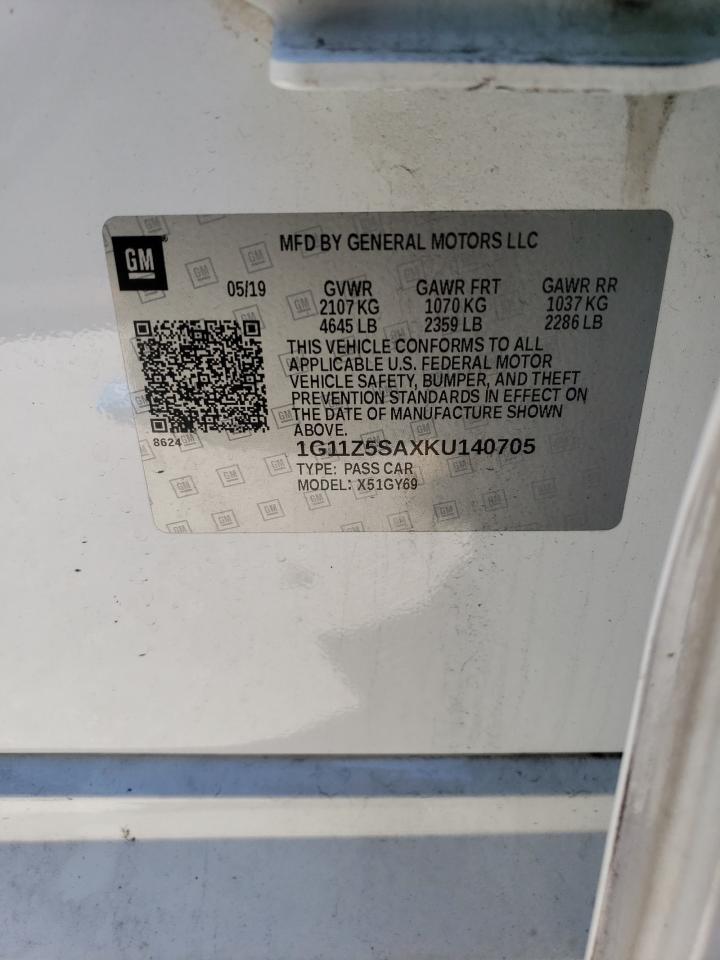 GM
MFD BY GENERAL MOTORS LLC
05/19 GVWR GAWR FRT GAWR RR
2107 KG 1070 KG 1037 KG
4645 LB 2359 LB 2286 LB
THIS VEHICLE CONFORMS TO ALL
APPLICABLE U.S. FEDERAL MOTOR
VEHICLE SAFETY, BUMPER, AND THEFT
PREVENTION STANDARDS IN EFFECT ON
THE DATE OF MANUFACTURE SHOWN
ABOVE.
8624
1G11Z5SAXKU140705
TYPE: PASS CAR
MODEL: X51GY69